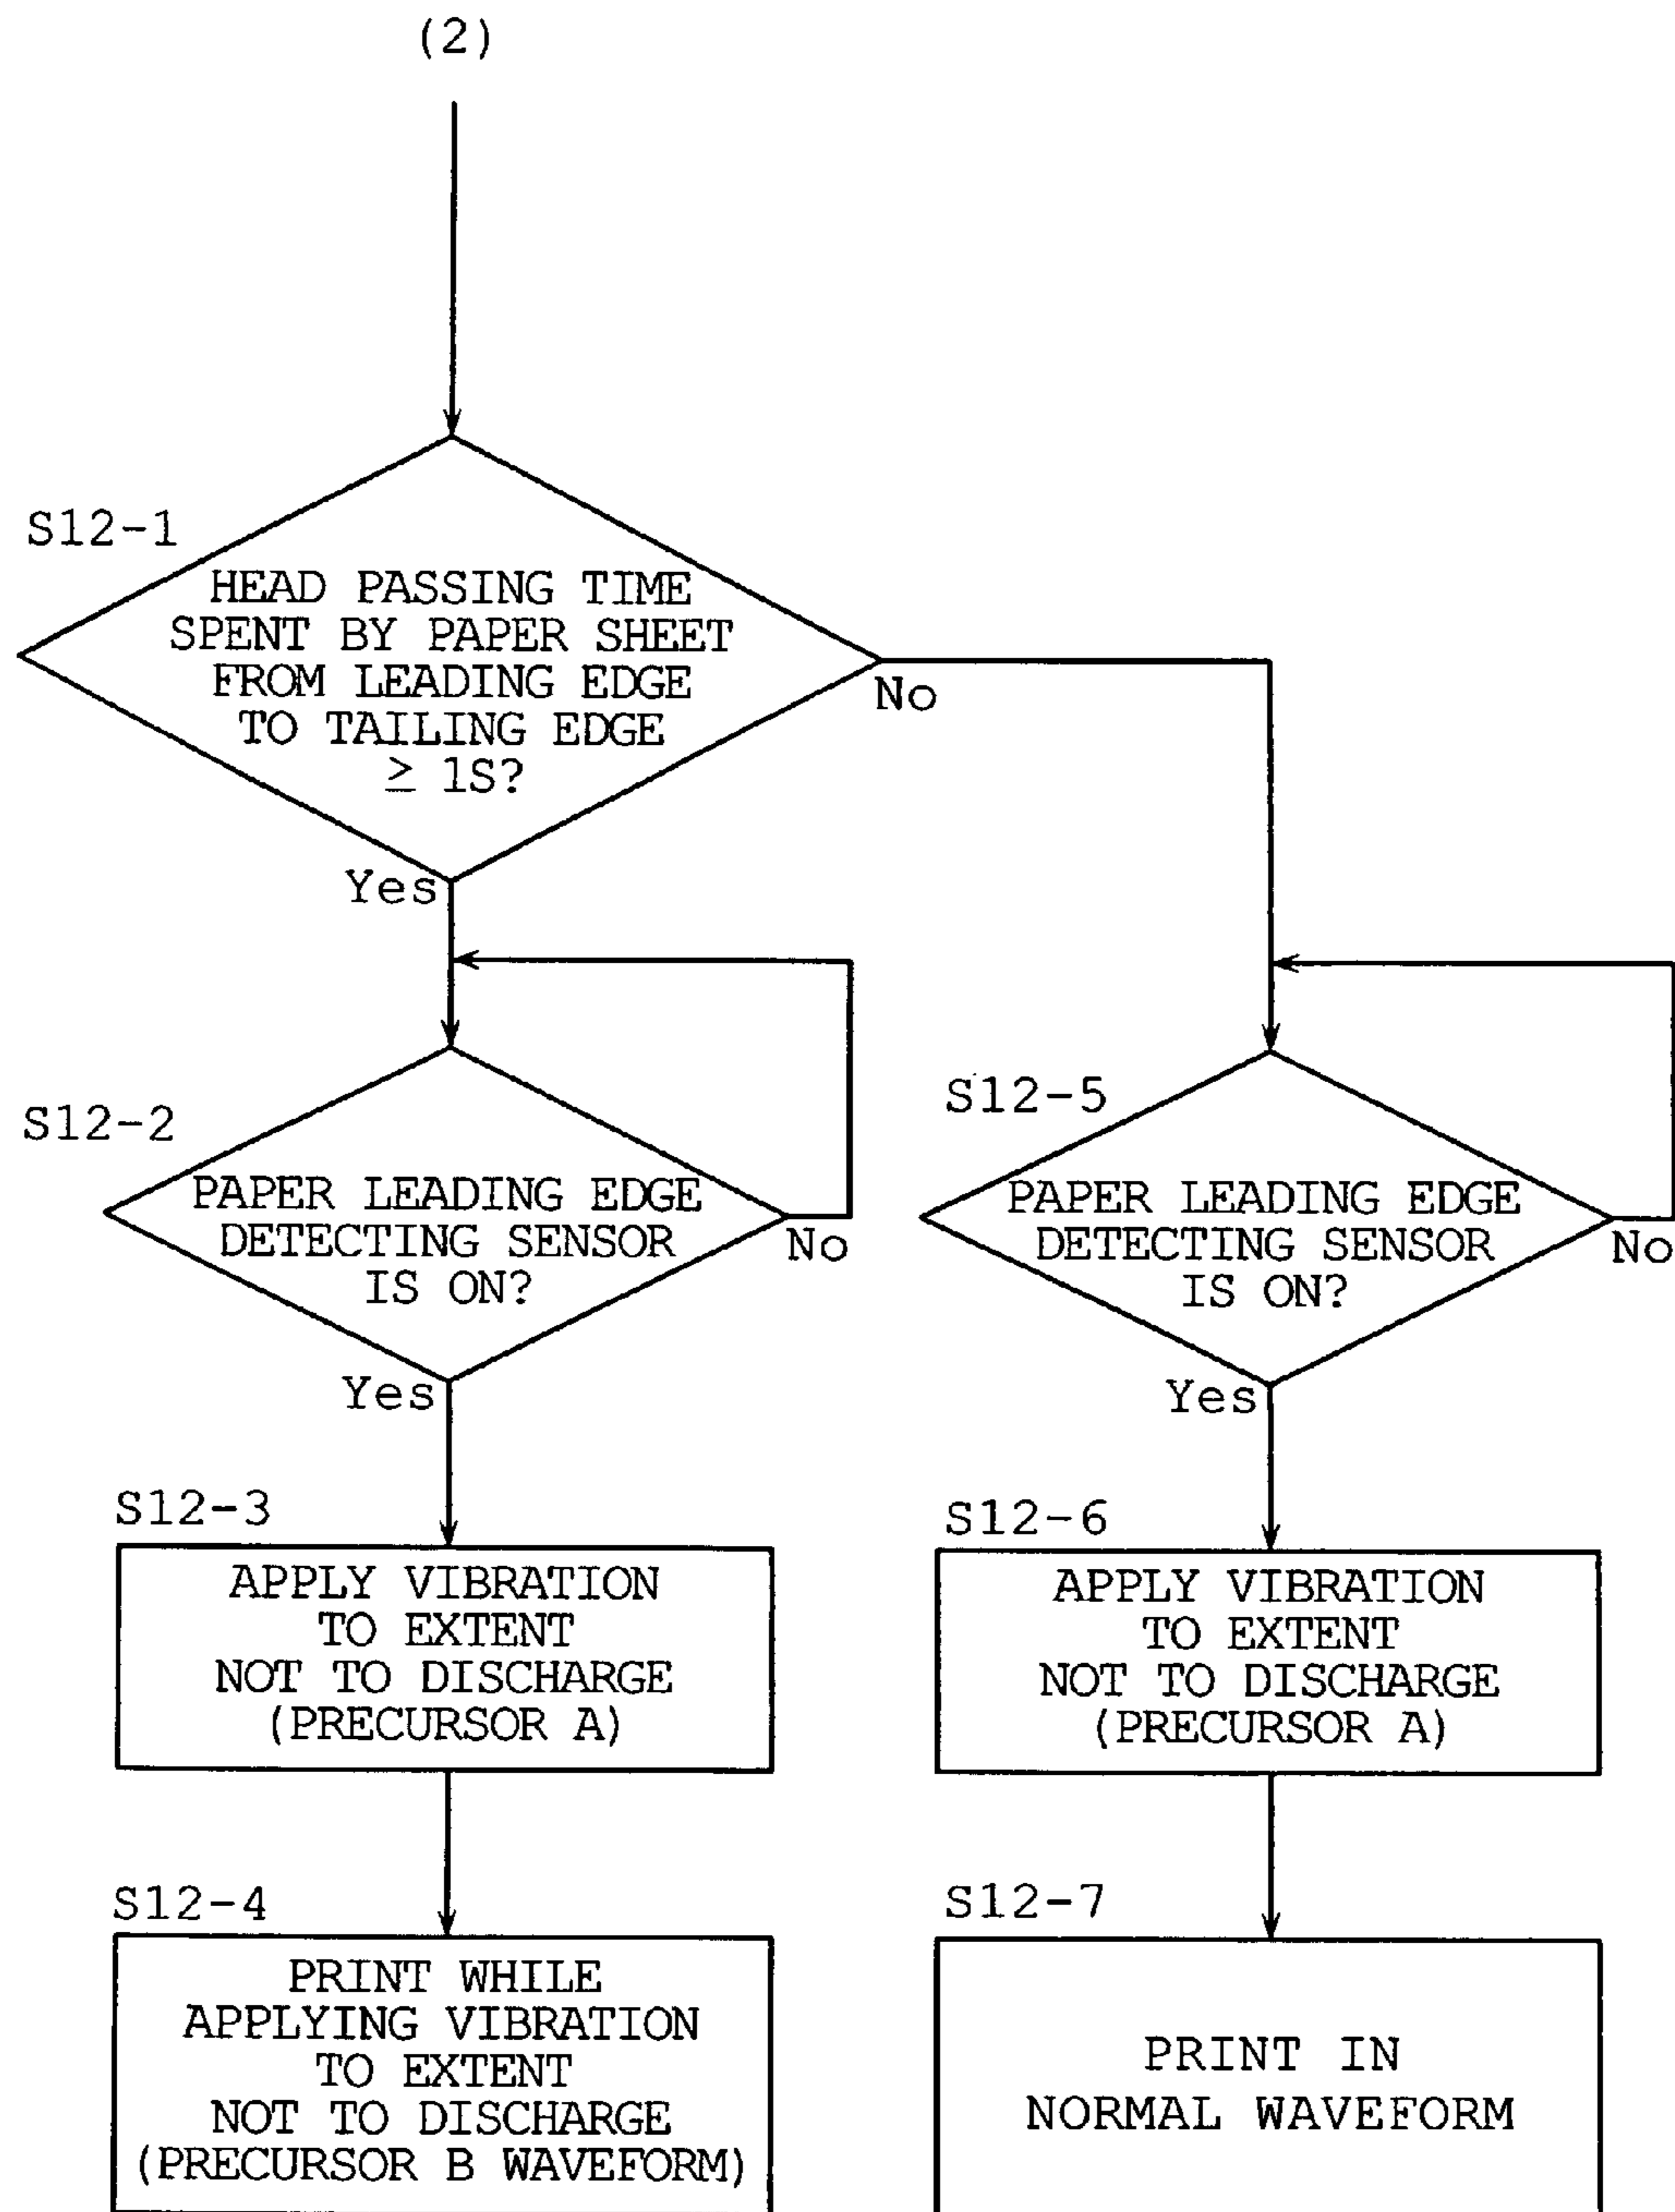 (2)
S12-1
HEAD PASSING TIME
SPENT BY PAPER SHEET
FROM LEADING EDGE
TO TAILING EDGE
≥ 1S?
No
Yes
S12-2
PAPER LEADING EDGE
DETECTING SENSOR
IS ON?
No
Yes
S12-3
APPLY VIBRATION
TO EXTENT
NOT TO DISCHARGE
(PRECURSOR A)
S12-4
PRINT WHILE
APPLYING VIBRATION
TO EXTENT
NOT TO DISCHARGE
(PRECURSOR B WAVEFORM)
S12-5
PAPER LEADING EDGE
DETECTING SENSOR
IS ON?
No
Yes
S12-6
APPLY VIBRATION
TO EXTENT
NOT TO DISCHARGE
(PRECURSOR A)
S12-7
PRINT IN
NORMAL WAVEFORM